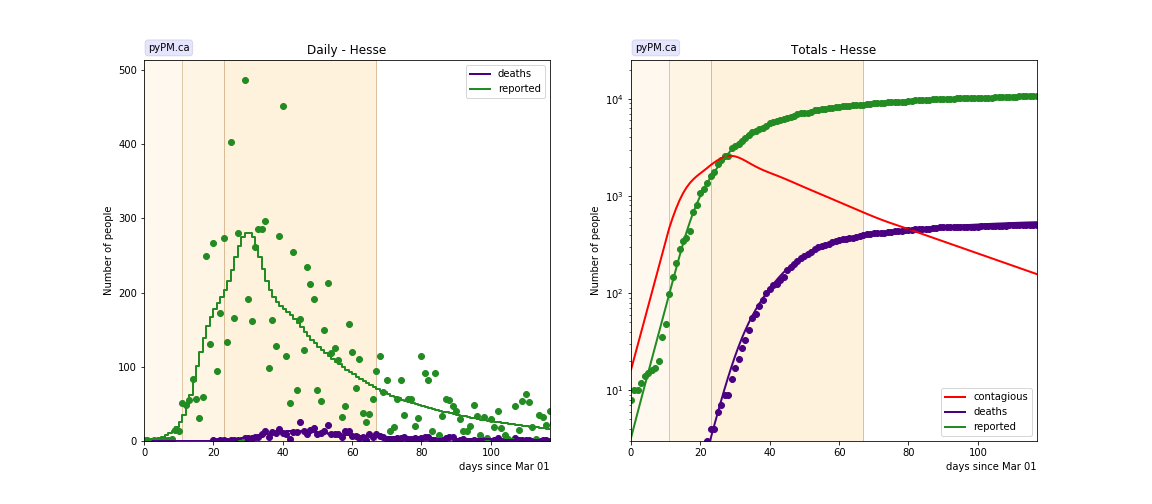 pyPM.ca
Daily - Hesse
500
400
300
200
100
0
Number of people
deaths
reported
0
20
40
60
80
100
days since Mar 01
pyPM.ca
Totals - Hesse
10⁴
10³
10²
10¹
Number of people
contagious
deaths
reported
0
20
40
60
80
100
days since Mar 01